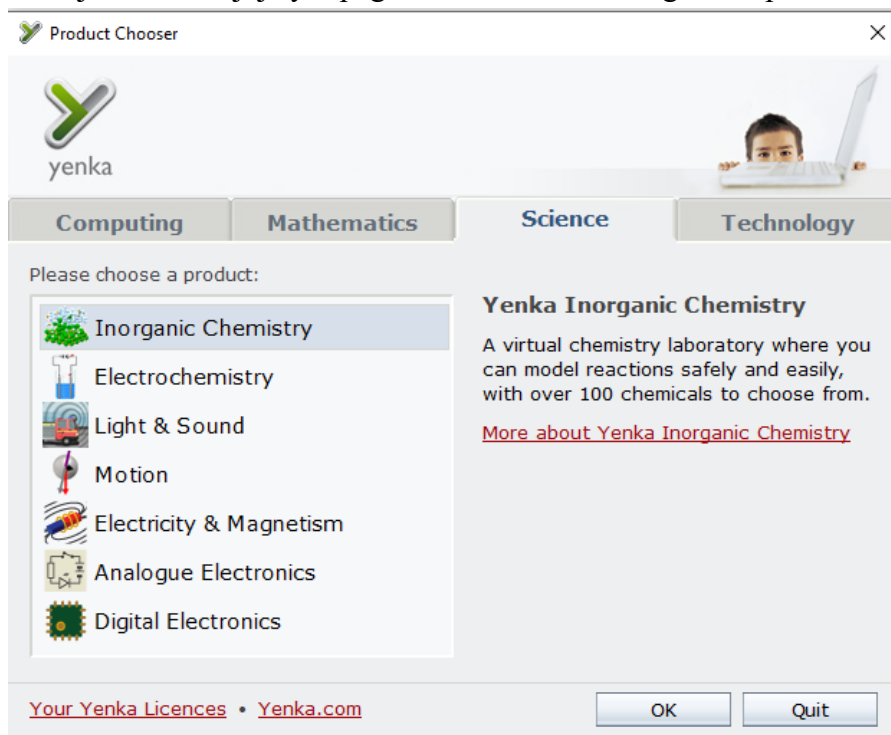 Product Chooser
yenka
Computing
Mathematics
Science
Technology
Please choose a product:
Inorganic Chemistry
Electrochemistry
Light & Sound
Motion
Electricity & Magnetism
Analogue Electronics
Digital Electronics
Yenka Inorganic Chemistry
A virtual chemistry laboratory where you
can model reactions safely and easily,
with over 100 chemicals to choose from.
More about Yenka Inorganic Chemistry
Your Yenka Licences • Yenka.com
OK
Quit